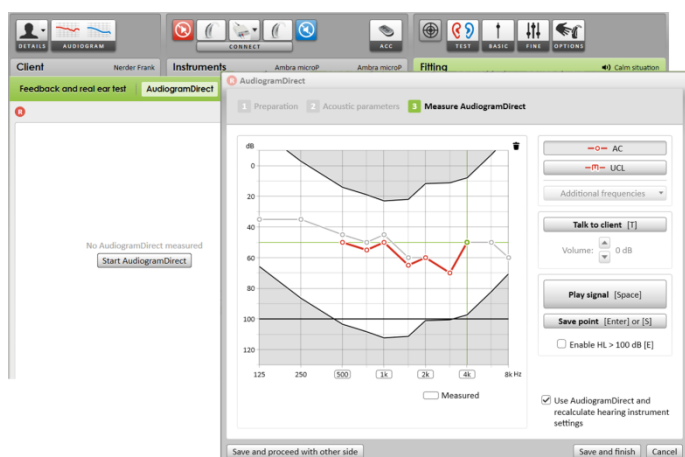 DETAILS AUDIOGRAM
CONNECT
ACC
TEST BASIC FINE OPTIONS
Client Nerder Frank
Instruments Ambra microP Ambra microP
Fitting Calm situation
Feedback and real ear test AudiogramDirect
R
No AudiogramDirect measured
Start AudiogramDirect
R AudiogramDirect
1 Preparation 2 Acoustic parameters 3 Measure AudiogramDirect
dB
0
20
40
60
80
100
120
125 250 500 1k 2k 4k 8k Hz
Measured
AC
UCL
Additional frequencies
Talk to client [T]
Volume: 0 dB
Play signal [Space]
Save point [Enter] or [S]
Enable HL > 100 dB [E]
Use AudiogramDirect and
recalculate hearing instrument
settings
Save and proceed with other side Save and finish Cancel